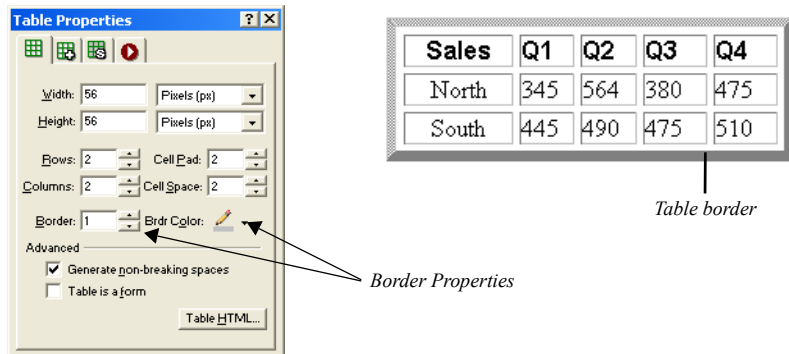 Table Properties
Width: 56 Pixels (px)
Height: 56 Pixels (px)
Rows: 2 Cell Pad: 2
Columns: 2 Cell Space: 2
Border: 1 Brdr Color:
Advanced
Generate non-breaking spaces
Table is a form
Table HTML...
Sales Q1 Q2 Q3 Q4
North 345 564 380 475
South 445 490 475 510
Table border
Border Properties